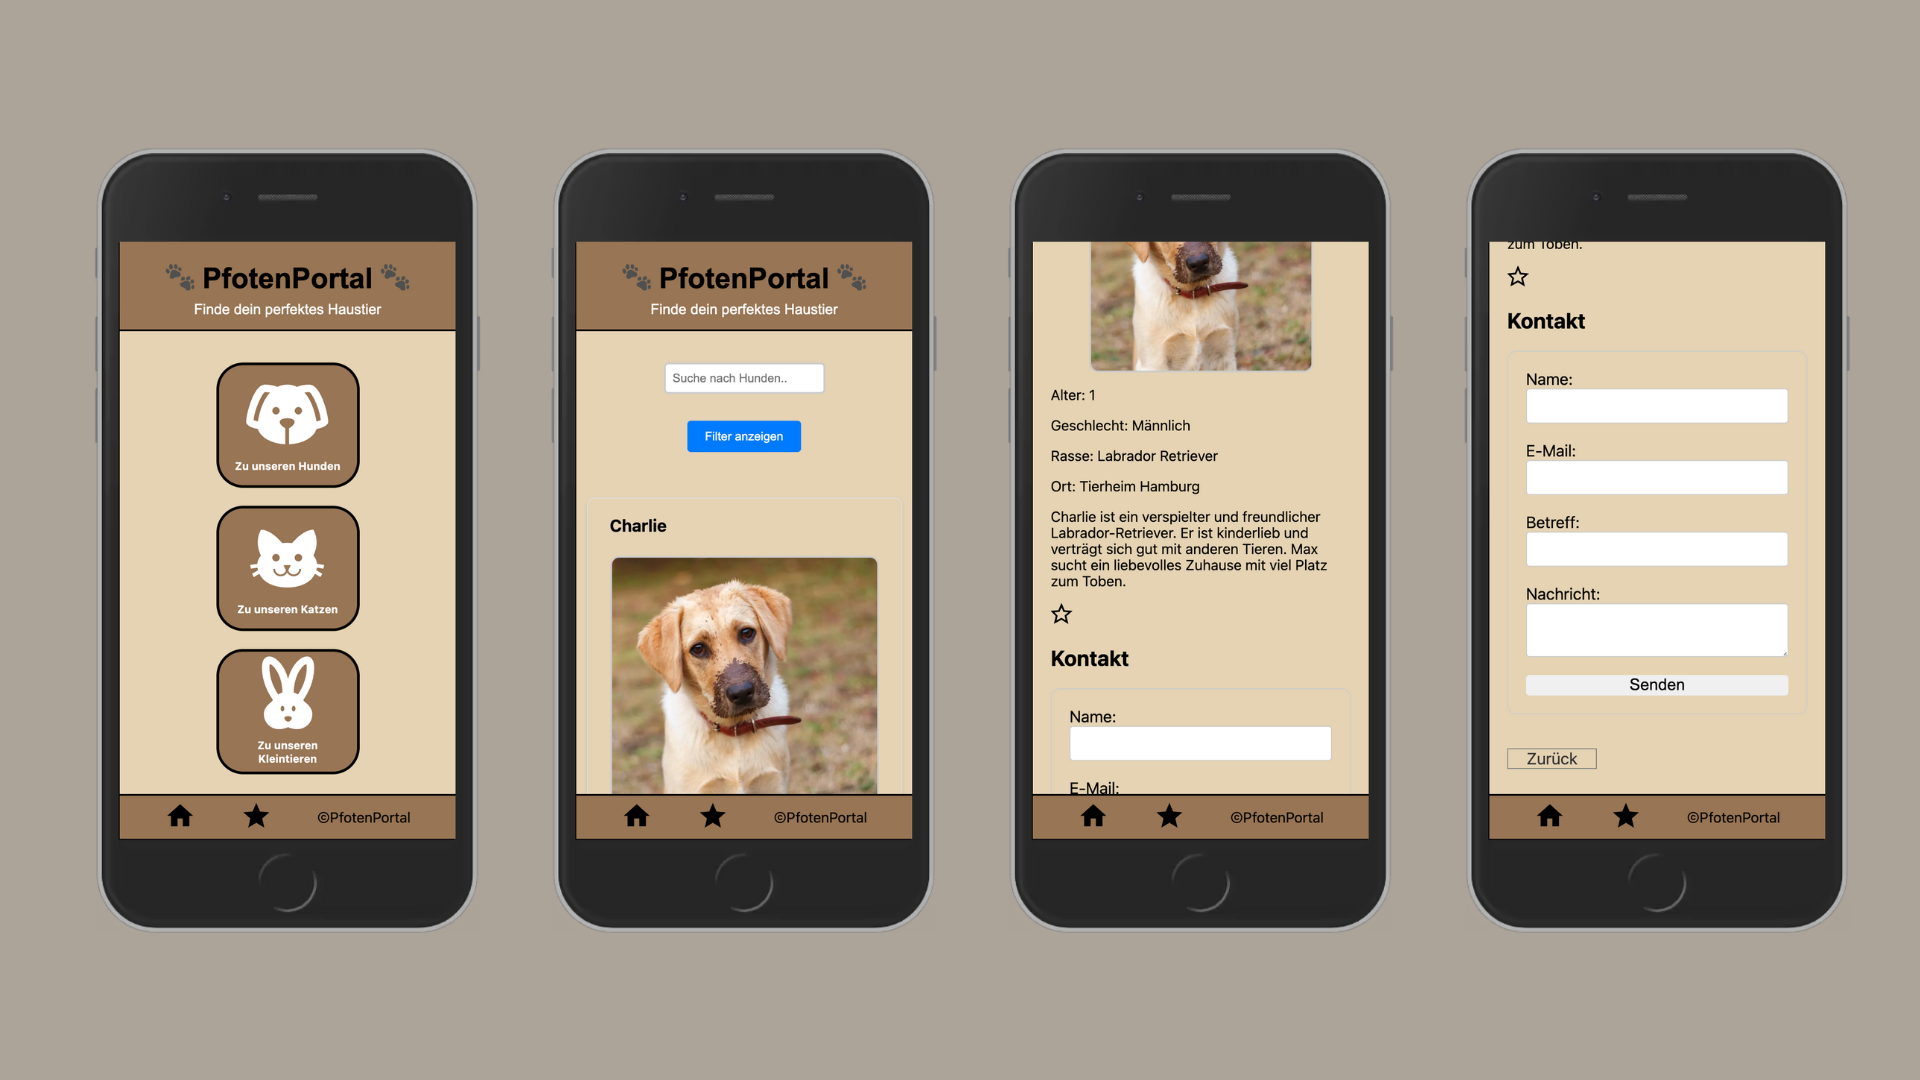 PfotenPortal
Finde dein perfektes Haustier
Zu unseren Hunden
Zu unseren Katzen
Zu unseren
Kleintieren
©PfotenPortal
PfotenPortal
Finde dein perfektes Haustier
Suche nach Hunden..
Filter anzeigen
Charlie
©PfotenPortal
Alter: 1
Geschlecht: Männlich
Rasse: Labrador Retriever
Ort: Tierheim Hamburg
Charlie ist ein verspielter und freundlicher
Labrador-Retriever. Er ist kinderlieb und
verträgt sich gut mit anderen Tieren. Max
sucht ein liebevolles Zuhause mit viel Platz
zum Toben.
Kontakt
Name:
E-Mail:
©PfotenPortal
zum Toben.
Kontakt
Name:
E-Mail:
Betreff:
Nachricht:
Senden
Zurück
©PfotenPortal